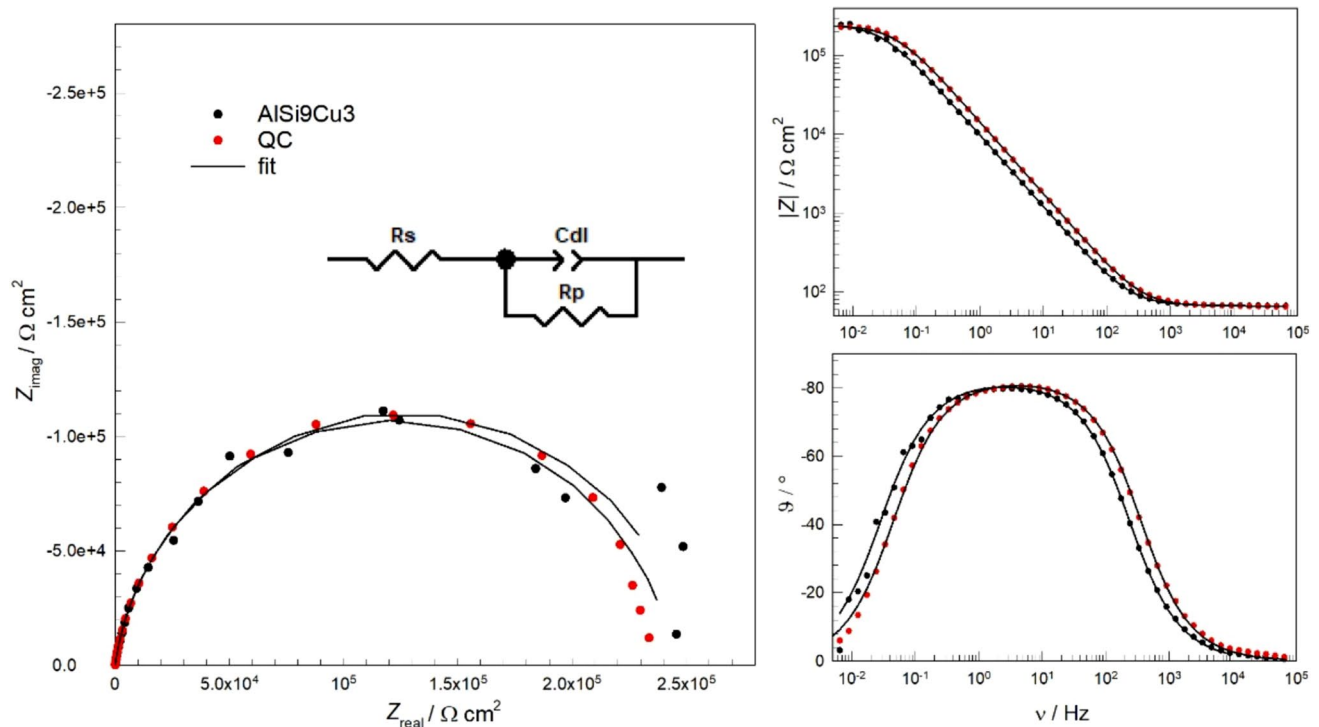 -2.5e+5
-2.0e+5
-1.5e+5
-1.0e+5
-5.0e+4
0.0
Z_imag / Ω cm²
AlSi9Cu3
QC
fit
Rs
Cdl
Rp
0
5.0x10⁴
10⁵
1.5x10⁵
2.0x10⁵
2.5x10⁵
Z_real / Ω cm²
|Z| / Ω cm²
10⁵
10⁴
10³
10²
10⁻² 10⁻¹ 10⁰ 10¹ 10² 10³ 10⁴ 10⁵
ϑ / °
-80
-60
-40
-20
0
10⁻² 10⁻¹ 10⁰ 10¹ 10² 10³ 10⁴ 10⁵
ν / Hz